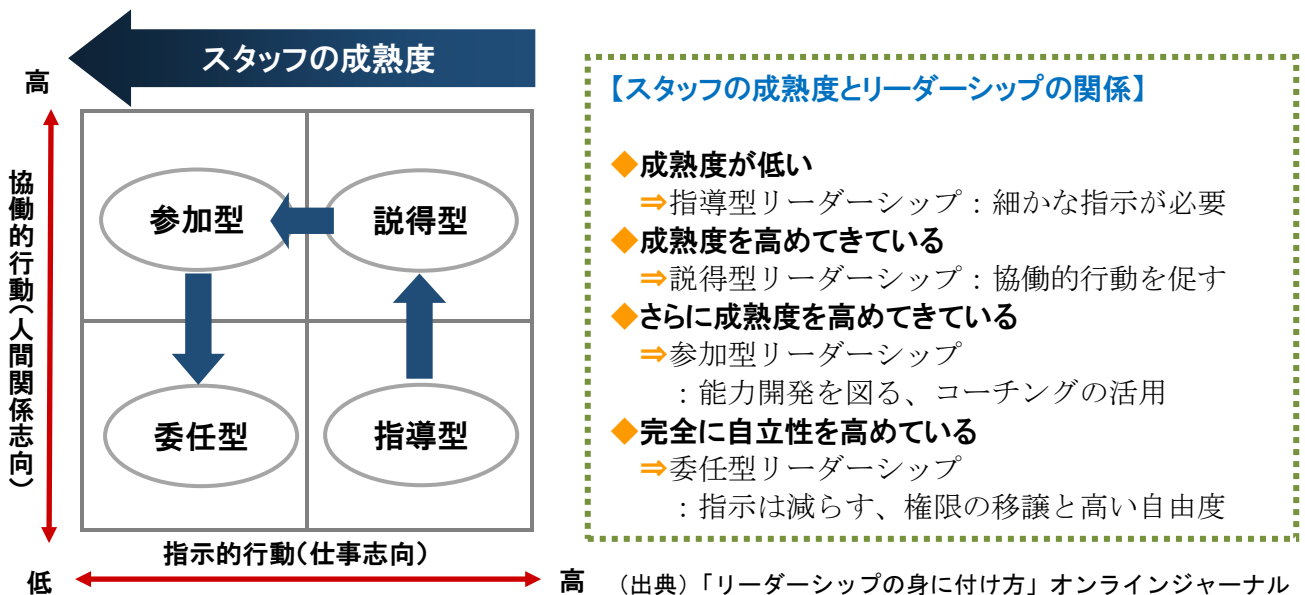 スタッフの成熟度
高
協働的行動（人間関係志向）
参加型
説得型
委任型
指導型
指示的行動（仕事志向）
低
高
【スタッフの成熟度とリーダーシップの関係】
◆成熟度が低い
⇒指導型リーダーシップ：細かな指示が必要
◆成熟度を高めてきている
⇒説得型リーダーシップ：協働的行動を促す
◆さらに成熟度を高めてきている
⇒参加型リーダーシップ
：能力開発を図る、コーチングの活用
◆完全に自立性を高めている
⇒委任型リーダーシップ
：指示は減らす、権限の移譲と高い自由度
（出典）「リーダーシップの身に付け方」オンラインジャーナル